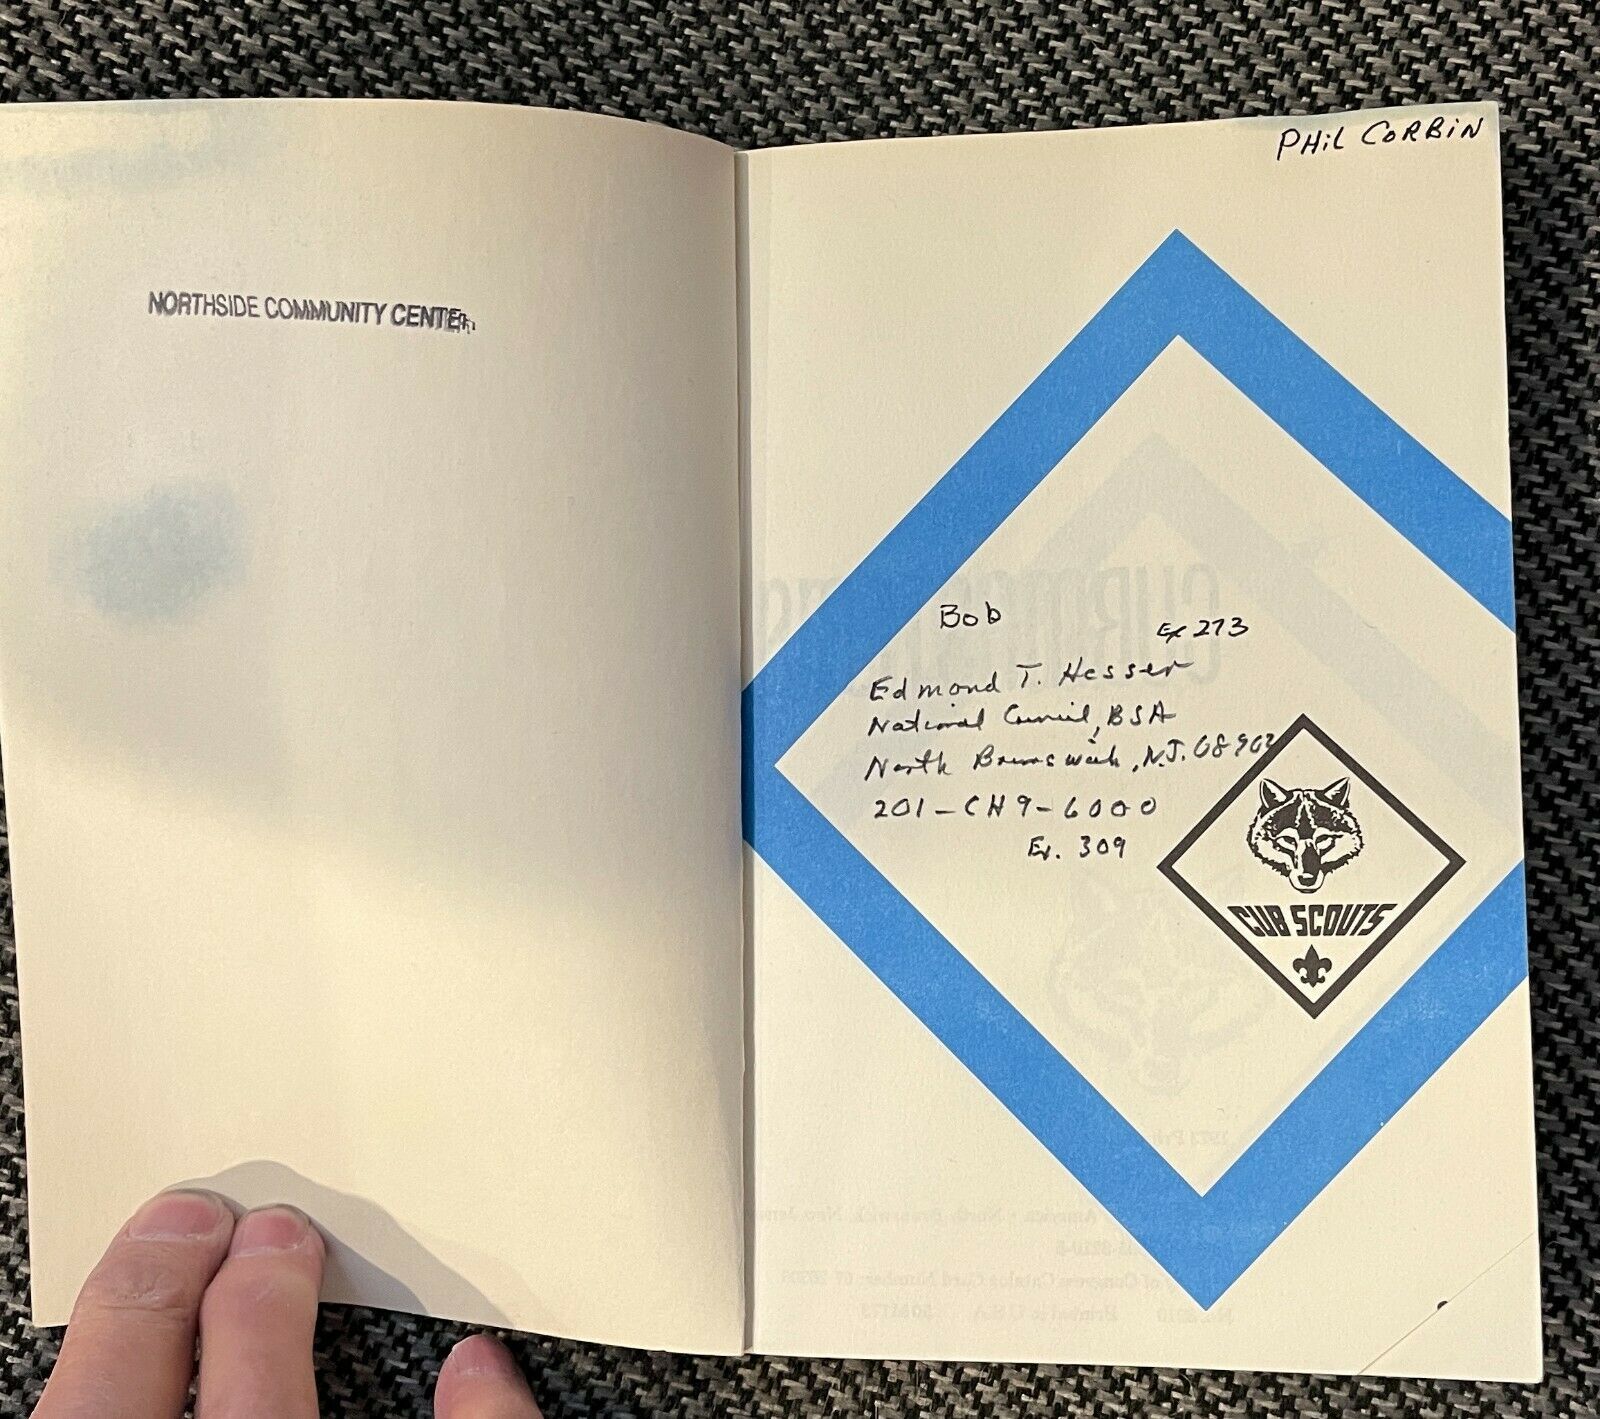 NORTHSIDE COMMUNITY CENTER
PHiL CORBiN
Bob
Ex 273
Edmond T. Hesser
National Council, BSA
North Brunswick, N.J. 08902
201-CH9-6000
Ex. 309
CUB SCOUTS